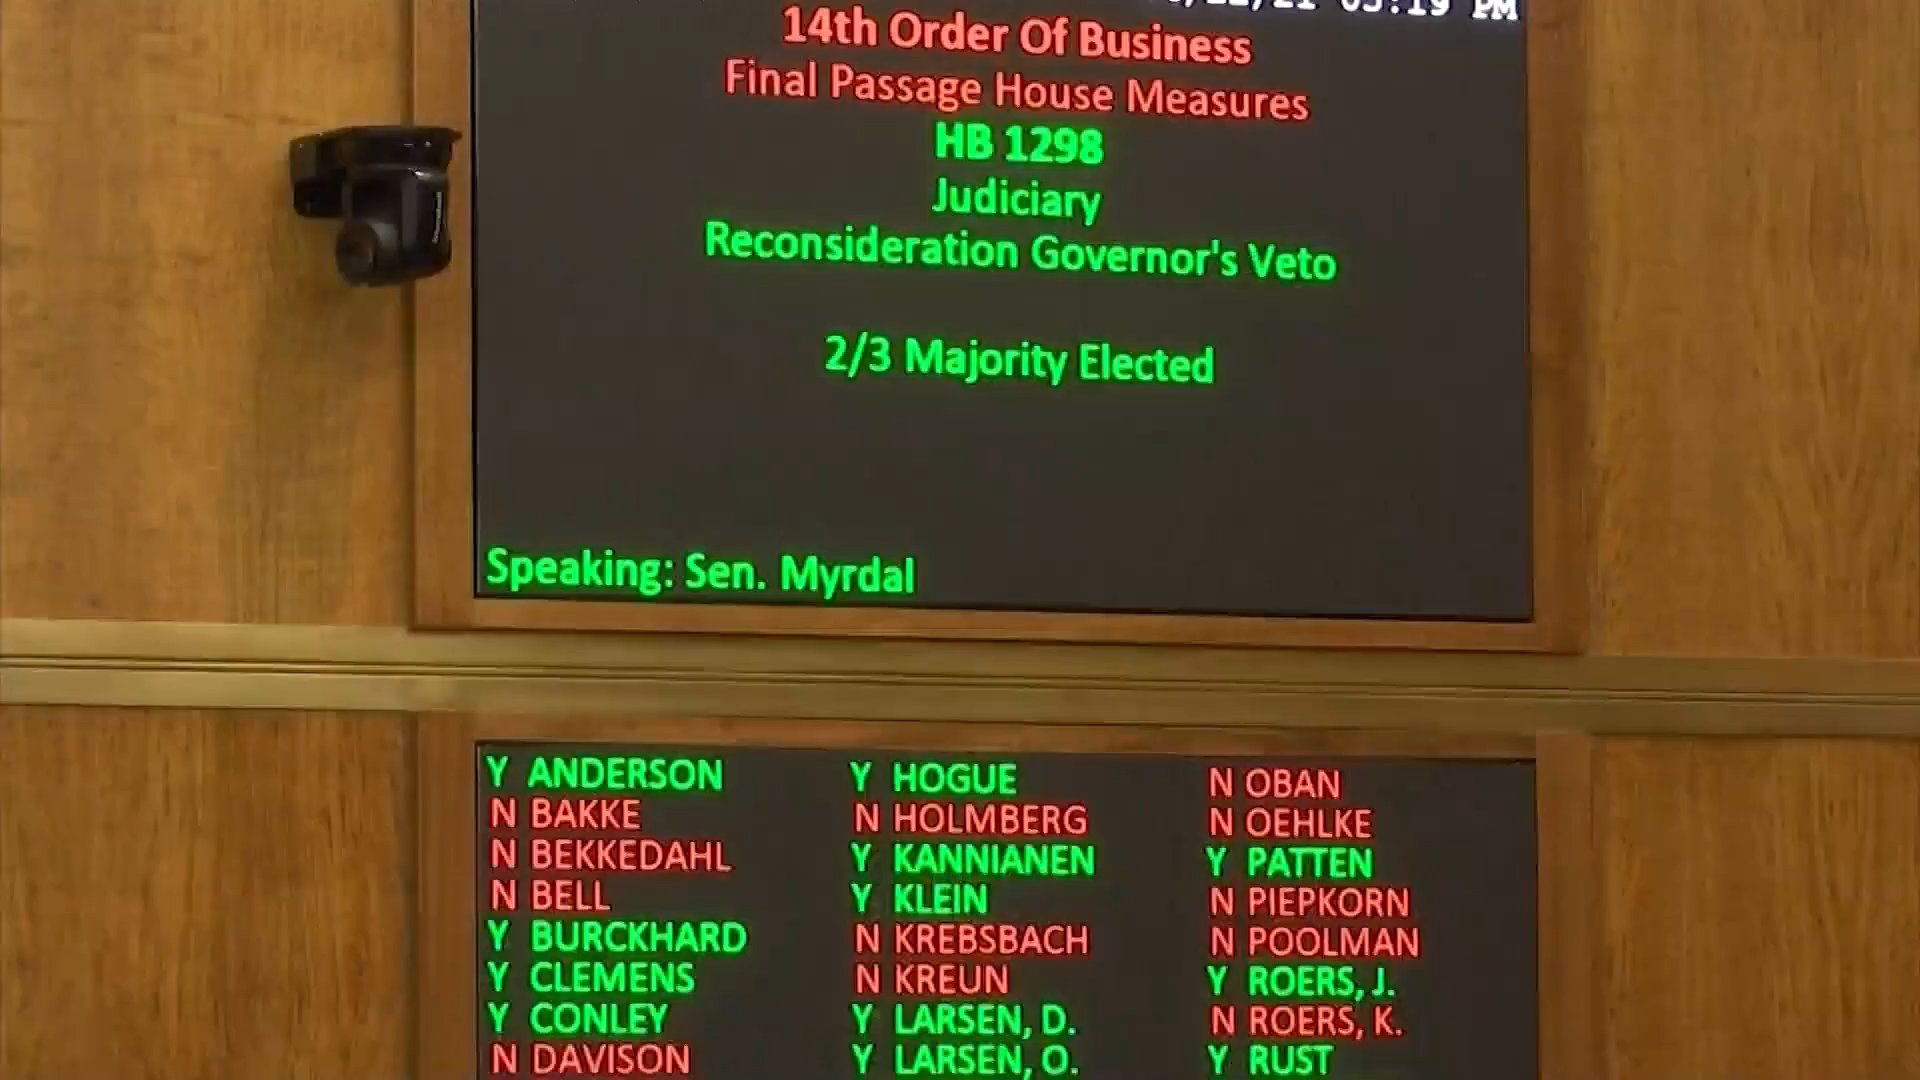 PM
14th Order Of Business
Final Passage House Measures
HB 1298
Judiciary
Reconsideration Governor's Veto
2/3 Majority Elected
Speaking: Sen. Myrdal
Y ANDERSON
N BAKKE
N BEKKEDAHL
N BELL
Y BURCKHARD
Y CLEMENS
Y CONLEY
N DAVISON
Y HOGUE
N HOLMBERG
Y KANNIANEN
Y KLEIN
N KREBSBACH
N KREUN
Y LARSEN, D.
Y LARSEN, O.
N OBAN
N OEHLKE
Y PATTEN
N PIEPKORN
N POOLMAN
Y ROERS, J.
N ROERS, K.
Y RUST